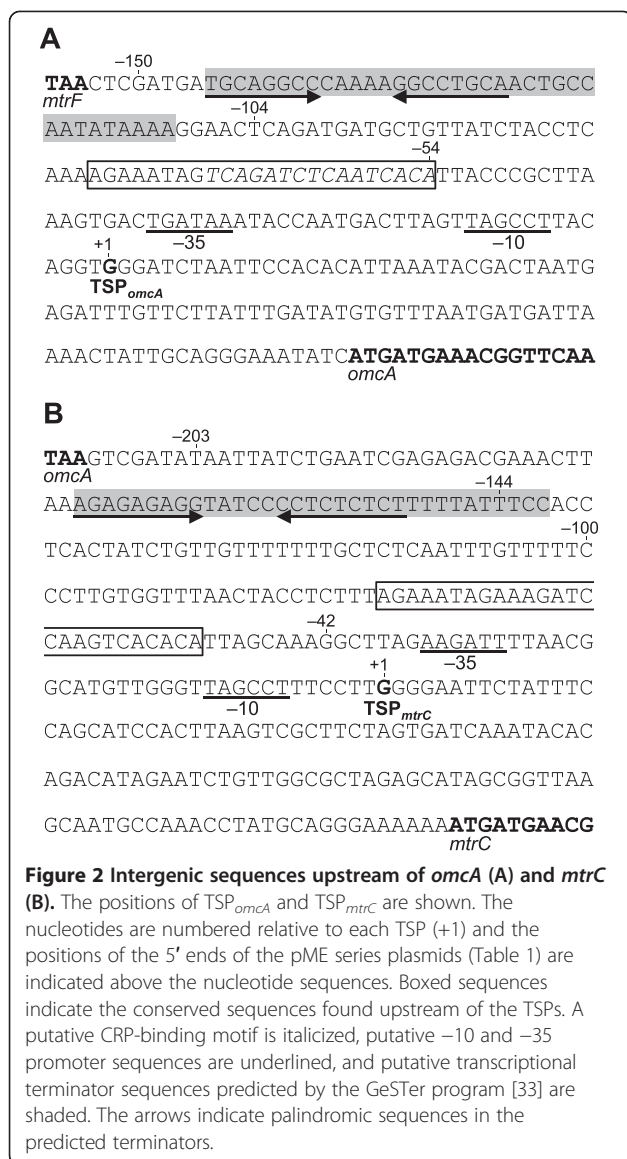 A
−150
TAACTCGATGATGCAGGCCCAAAAGGCCTGCAACTGCC
mtrF
−104
AATATAAAAGGAACTCAGATGATGCTGTTATCTACCTC
−54
AAAAGAAATAGTCAGATCTCAATCACATTACCCGCTTA
AAGTGACTGATAAATACCAATGACTTAGTTAGCCTTAC
−35
−10
+1
AGGTGGGATCTAATTCCACACATTAAATACGACTAATG
TSPomcA
AGATTTGTTCTTATTTGATATGTGTTTAATGATGATTA
AAACTATTGCAGGGAAATATCATGATGAAACGGTTCAA
omcA
B
−203
TAAGTCGATATAATTATCTGAATCGAGAGACGAAACTT
omcA
−144
AAAGAGAGAGGTATCCCCTCTCTCTTTTTTATTTCCACC
−100
TCACTATCTGTTGTTTTTTTGCTCTCAATTTGTTTTTC
CCTTGTGGTTTAACTACCTCTTTAGAAATAGAAAGATC
−42
CAAGTCACACATTAGCAAAGGCTTAGAAGATTTTAACG
−35
+1
GCATGTTGGGTTAGCCTTTCCTTGGGGAATTCTATTTC
−10
TSPmtrC
CAGCATCCACTTAAGTCGCTTCTAGTGATCAAATACAC
AGACATAGAATCTGTTGGCGCTAGAGCATAGCGGTTAA
GCAATGCCAAACCTATGCAGGGAAAAAAATGATGAACG
mtrC
Figure 2 Intergenic sequences upstream of omcA (A) and mtrC
(B). The positions of TSPomcA and TSPmtrC are shown. The
nucleotides are numbered relative to each TSP (+1) and the
positions of the 5′ ends of the pME series plasmids (Table 1) are
indicated above the nucleotide sequences. Boxed sequences
indicate the conserved sequences found upstream of the TSPs. A
putative CRP-binding motif is italicized, putative −10 and −35
promoter sequences are underlined, and putative transcriptional
terminator sequences predicted by the GeSTer program [33] are
shaded. The arrows indicate palindromic sequences in the
predicted terminators.